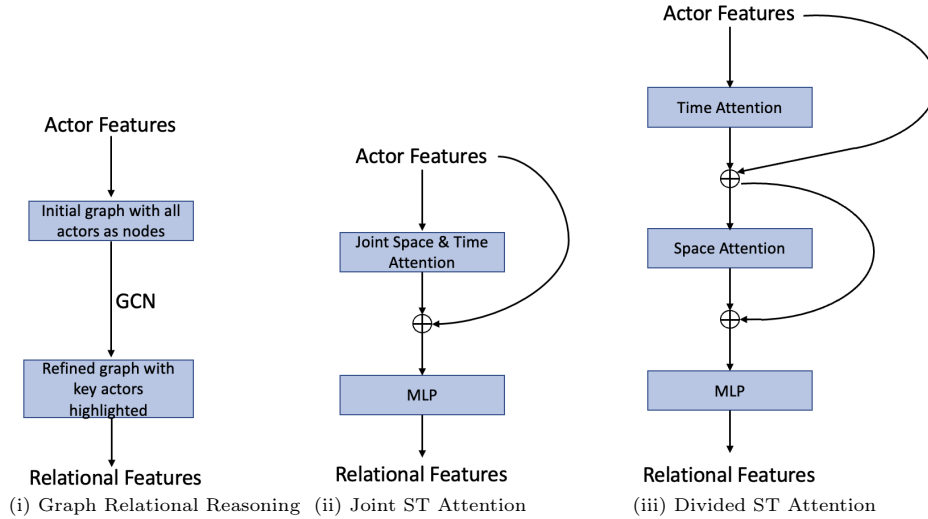 Actor Features
Initial graph with all
actors as nodes
GCN
Refined graph with
key actors
highlighted
Relational Features
(i) Graph Relational Reasoning
Actor Features
Joint Space & Time
Attention
MLP
Relational Features
(ii) Joint ST Attention
Actor Features
Time Attention
Space Attention
MLP
Relational Features
(iii) Divided ST Attention